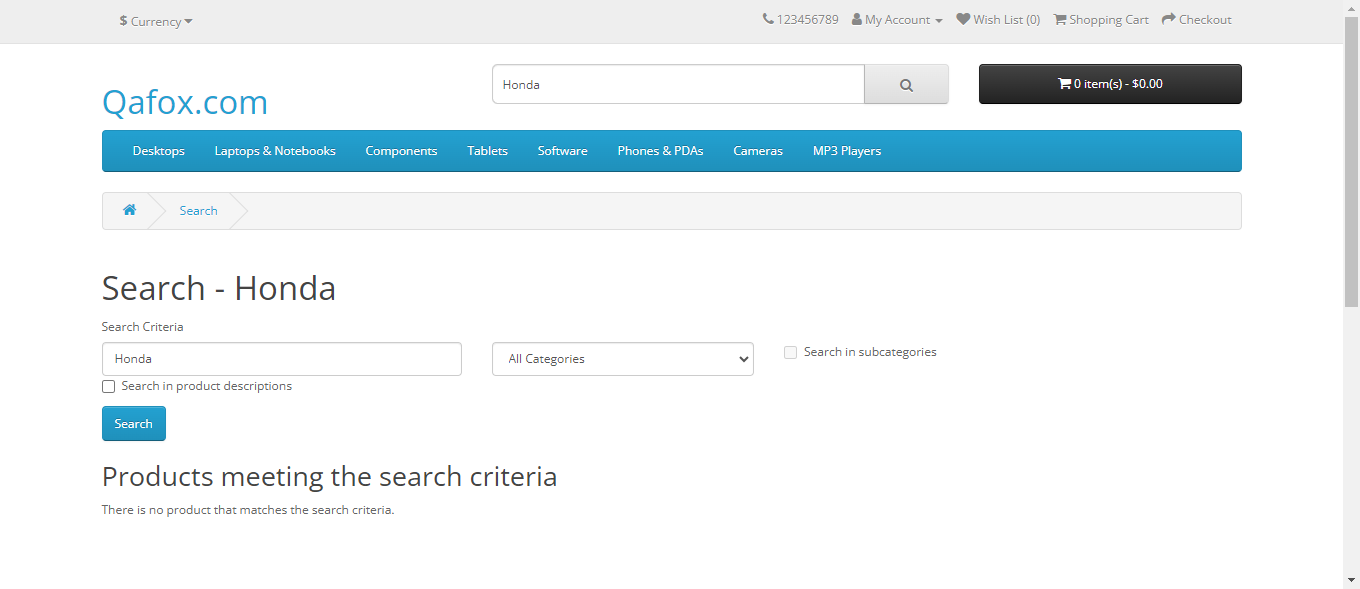 $ Currency
123456789 My Account Wish List (0) Shopping Cart Checkout
Qafox.com
Honda
0 item(s) - $0.00
Desktops Laptops & Notebooks Components Tablets Software Phones & PDAs Cameras MP3 Players
Search
Search - Honda
Search Criteria
Honda All Categories Search in subcategories
Search in product descriptions
Search
Products meeting the search criteria
There is no product that matches the search criteria.